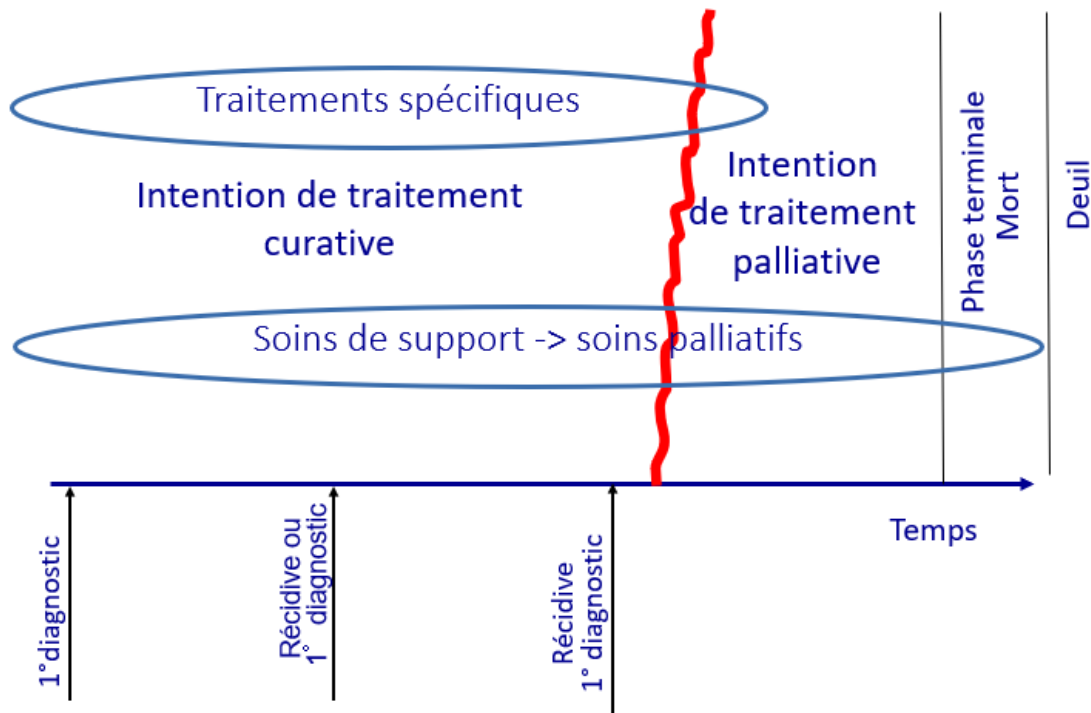 Traitements spécifiques
Intention de traitement
curative
Intention
de traitement
palliative
Phase terminale
Mort
Deuil
Soins de support -> soins palliatifs
Temps
1°diagnostic
Récidive ou
1° diagnostic
Récidive
1° diagnostic